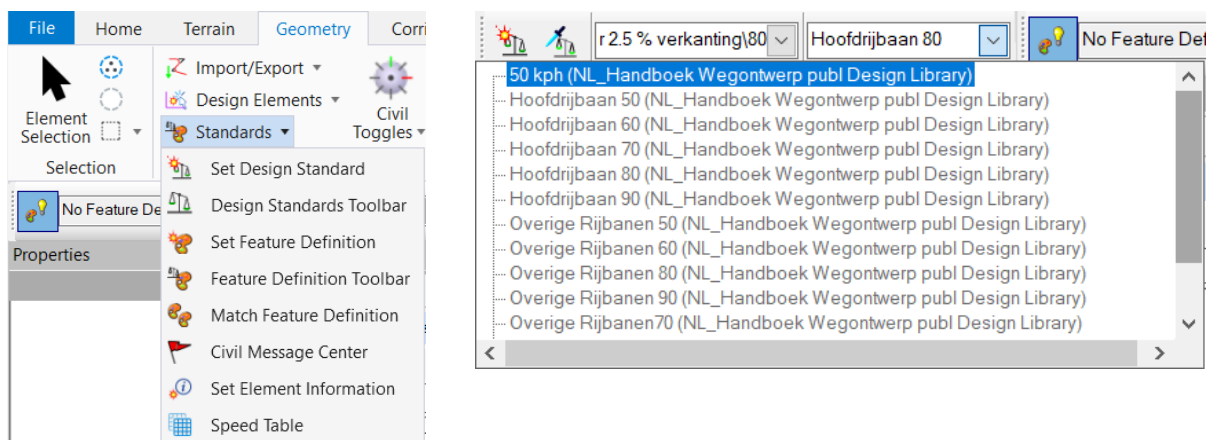 File Home Terrain Geometry Corri
Import/Export
Design Elements
Standards
Element
Selection
Selection
Civil
Toggles
Set Design Standard
Design Standards Toolbar
Set Feature Definition
Feature Definition Toolbar
Match Feature Definition
Civil Message Center
Set Element Information
Speed Table
No Feature De
Properties
r 2.5 % verkanting\80 Hoofdrijbaan 80 No Feature Def
50 kph (NL_Handboek Wegontwerp publ Design Library)
Hoofdrijbaan 50 (NL_Handboek Wegontwerp publ Design Library)
Hoofdrijbaan 60 (NL_Handboek Wegontwerp publ Design Library)
Hoofdrijbaan 70 (NL_Handboek Wegontwerp publ Design Library)
Hoofdrijbaan 80 (NL_Handboek Wegontwerp publ Design Library)
Hoofdrijbaan 90 (NL_Handboek Wegontwerp publ Design Library)
Overige Rijbanen 50 (NL_Handboek Wegontwerp publ Design Library)
Overige Rijbanen 60 (NL_Handboek Wegontwerp publ Design Library)
Overige Rijbanen 80 (NL_Handboek Wegontwerp publ Design Library)
Overige Rijbanen 90 (NL_Handboek Wegontwerp publ Design Library)
Overige Rijbanen70 (NL_Handboek Wegontwerp publ Design Library)